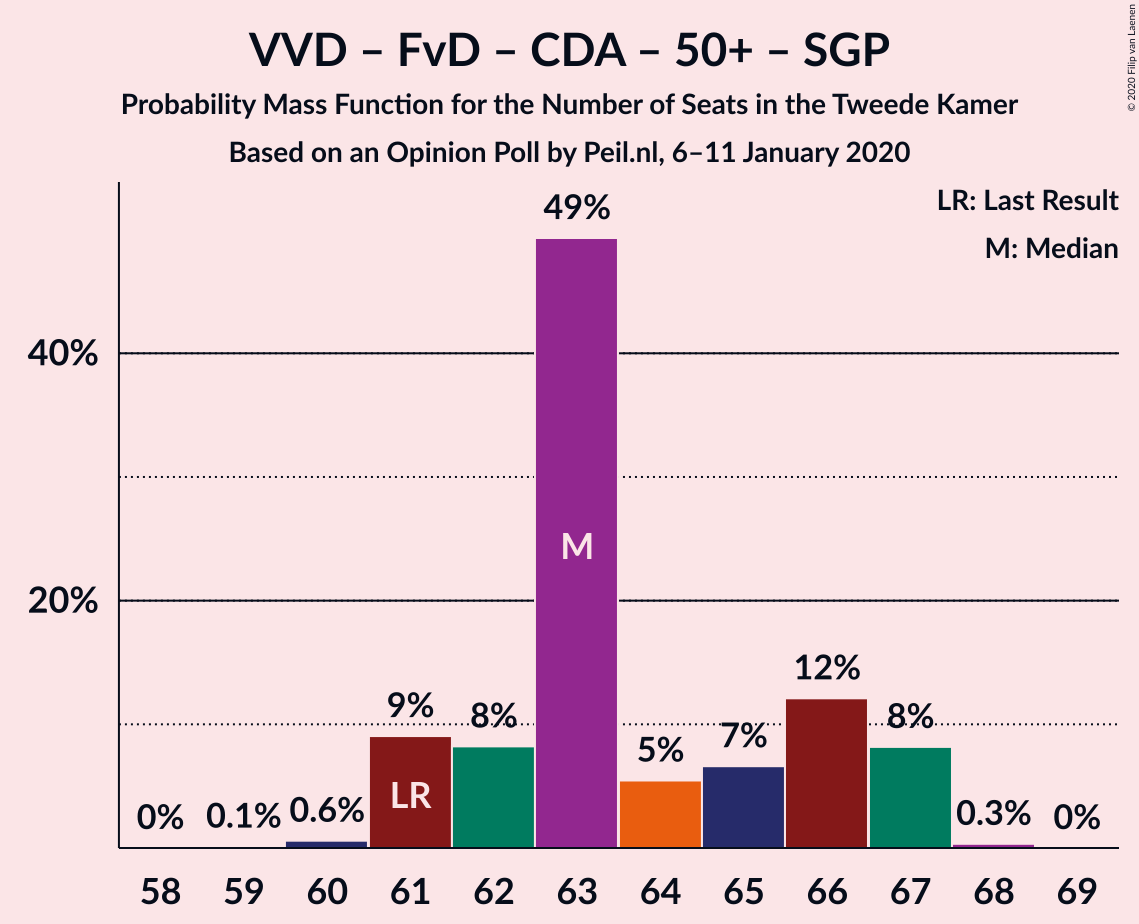 VVD – FvD – CDA – 50+ – SGP
Probability Mass Function for the Number of Seats in the Tweede Kamer
Based on an Opinion Poll by Peil.nl, 6–11 January 2020
© 2020 Filip van Laenen
LR: Last Result
M: Median
49%
40%
M
20%
12%
9%
8%
8%
7%
5%
LR
0%
0.1%
0.6%
0.3%
0%
58 59 60 61 62 63 64 65 66 67 68 69